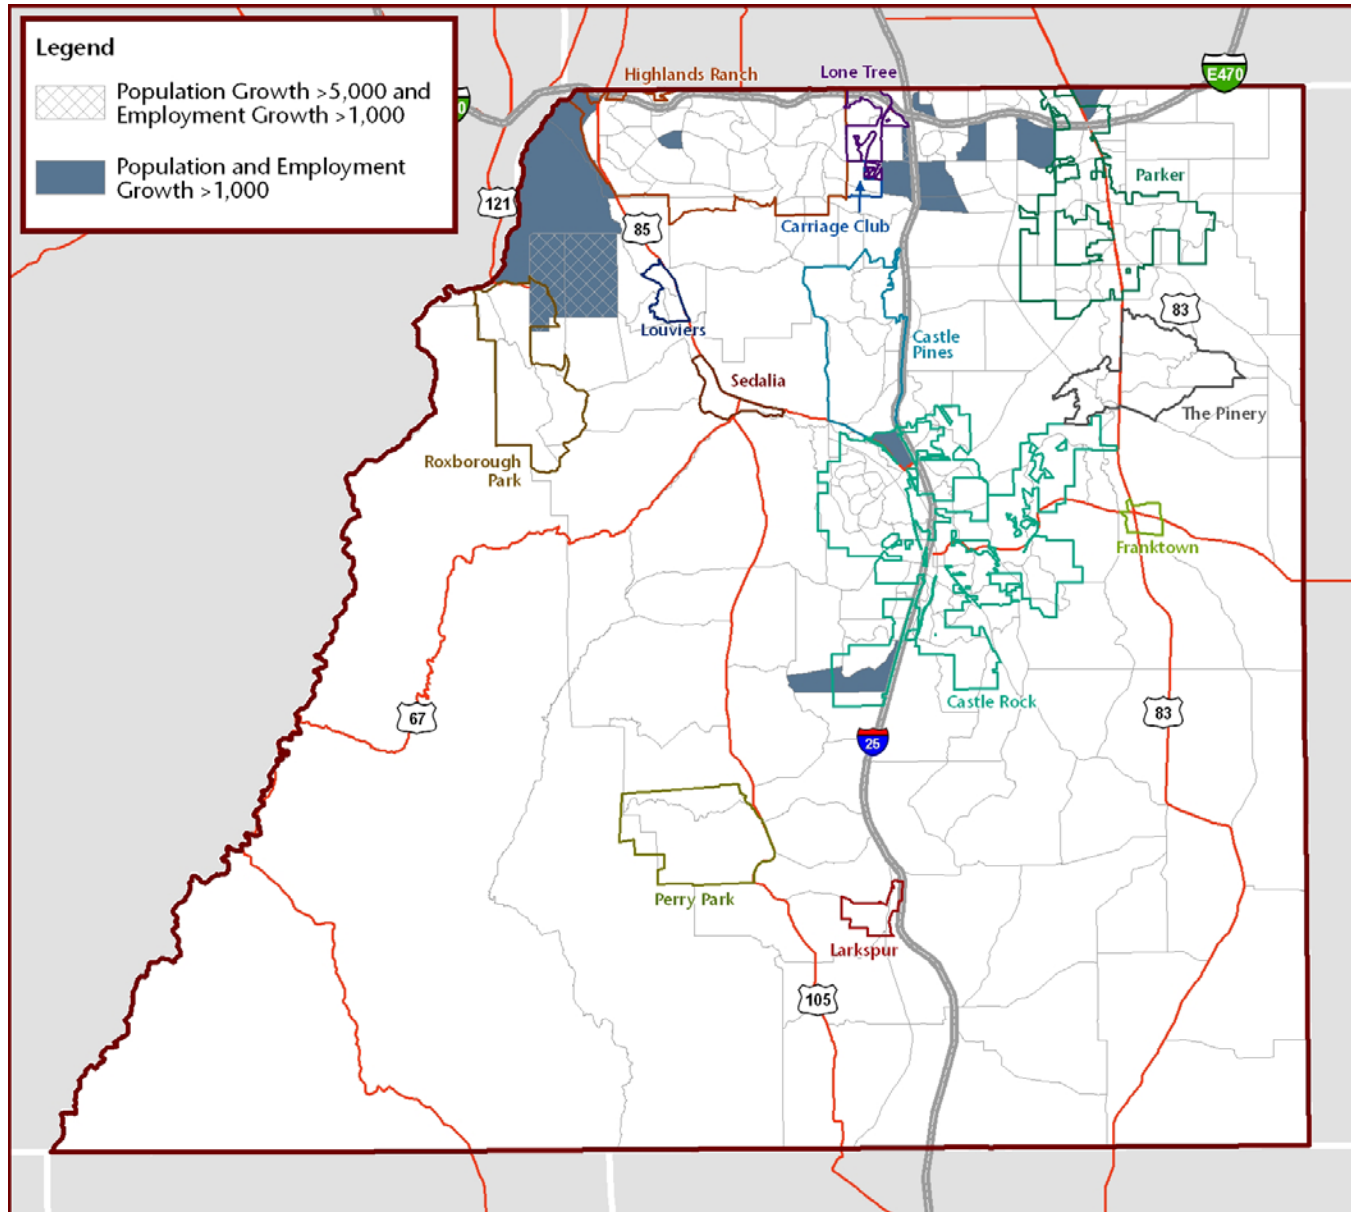 Legend
Population Growth >5,000 and
Employment Growth >1,000
Population and Employment
Growth >1,000
Highlands Ranch
Lone Tree
E470
0
121
85
Parker
Carriage Club
83
Louviers
Castle
Pines
Sedalia
The Pinery
Roxborough
Park
Franktown
67
Castle Rock
83
25
Perry Park
Larkspur
105